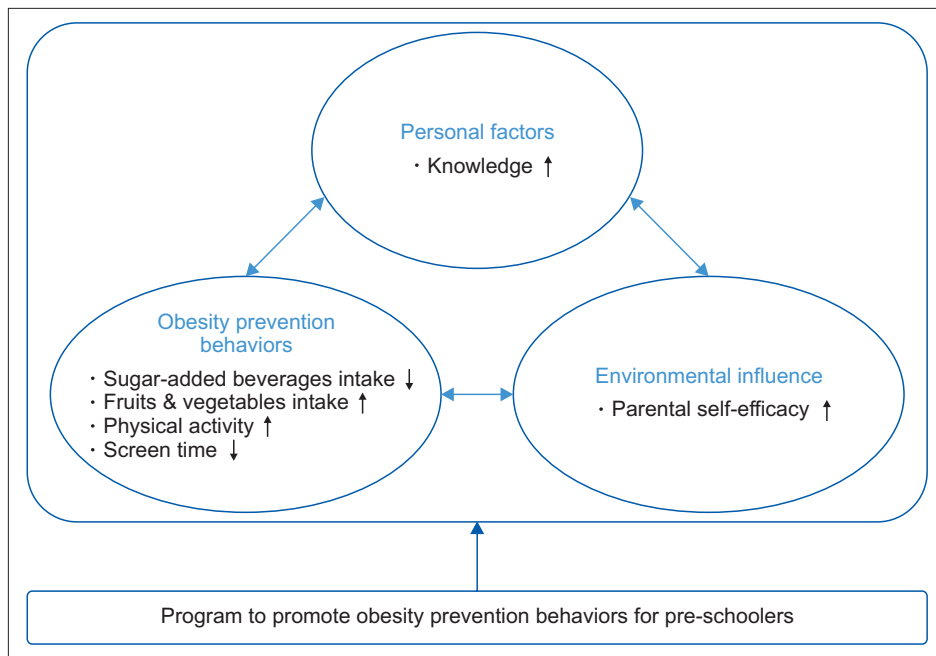 Personal factors
· Knowledge ↑
Obesity prevention
behaviors
· Sugar-added beverages intake ↓
· Fruits & vegetables intake ↑
· Physical activity ↑
· Screen time ↓
Environmental influence
· Parental self-efficacy ↑
Program to promote obesity prevention behaviors for pre-schoolers